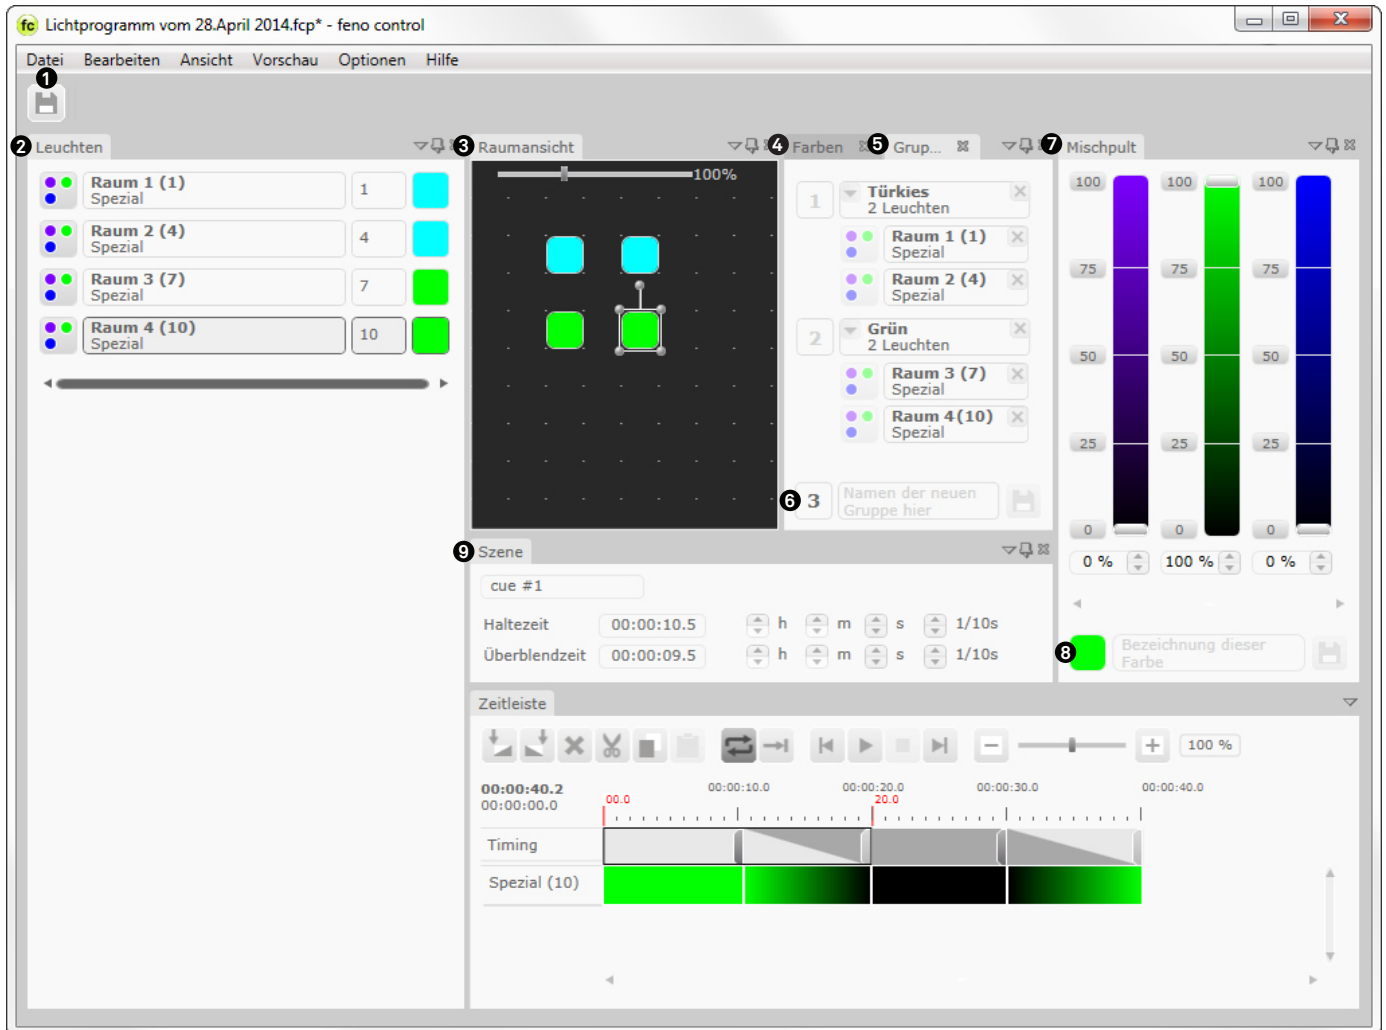 fc Lichtprogramm vom 28.April 2014.fcp* - feno control
Datei Bearbeiten Ansicht Vorschau Optionen Hilfe
1
2 Leuchten
Raum 1 (1)
Spezial
1
Raum 2 (4)
Spezial
4
Raum 3 (7)
Spezial
7
Raum 4 (10)
Spezial
10
3 Raumansicht
100%
4 Farben
5 Grup...
1
Türkies
2 Leuchten
Raum 1 (1)
Spezial
Raum 2 (4)
Spezial
2
Grün
2 Leuchten
Raum 3 (7)
Spezial
Raum 4(10)
Spezial
6 3
Namen der neuen
Gruppe hier
7 Mischpult
100 100 100
75 75 75
50 50 50
25 25 25
0 0 0
0 % 100 % 0 %
8
Bezeichnung dieser
Farbe
9 Szene
cue #1
Haltezeit 00:00:10.5 h m s 1/10s
Überblendzeit 00:00:09.5 h m s 1/10s
Zeitleiste
100 %
00:00:40.2
00:00:00.0
00:00:10.0 00:00:20.0 00:00:30.0 00:00:40.0
00.0 20.0
Timing
Spezial (10)